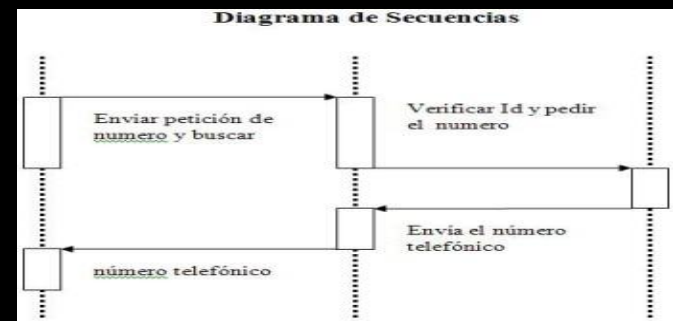 Diagrama de Secuencias
Enviar petición de
numero y buscar
Verificar Id y pedir
el numero
Envía el número
telefónico
número telefónico